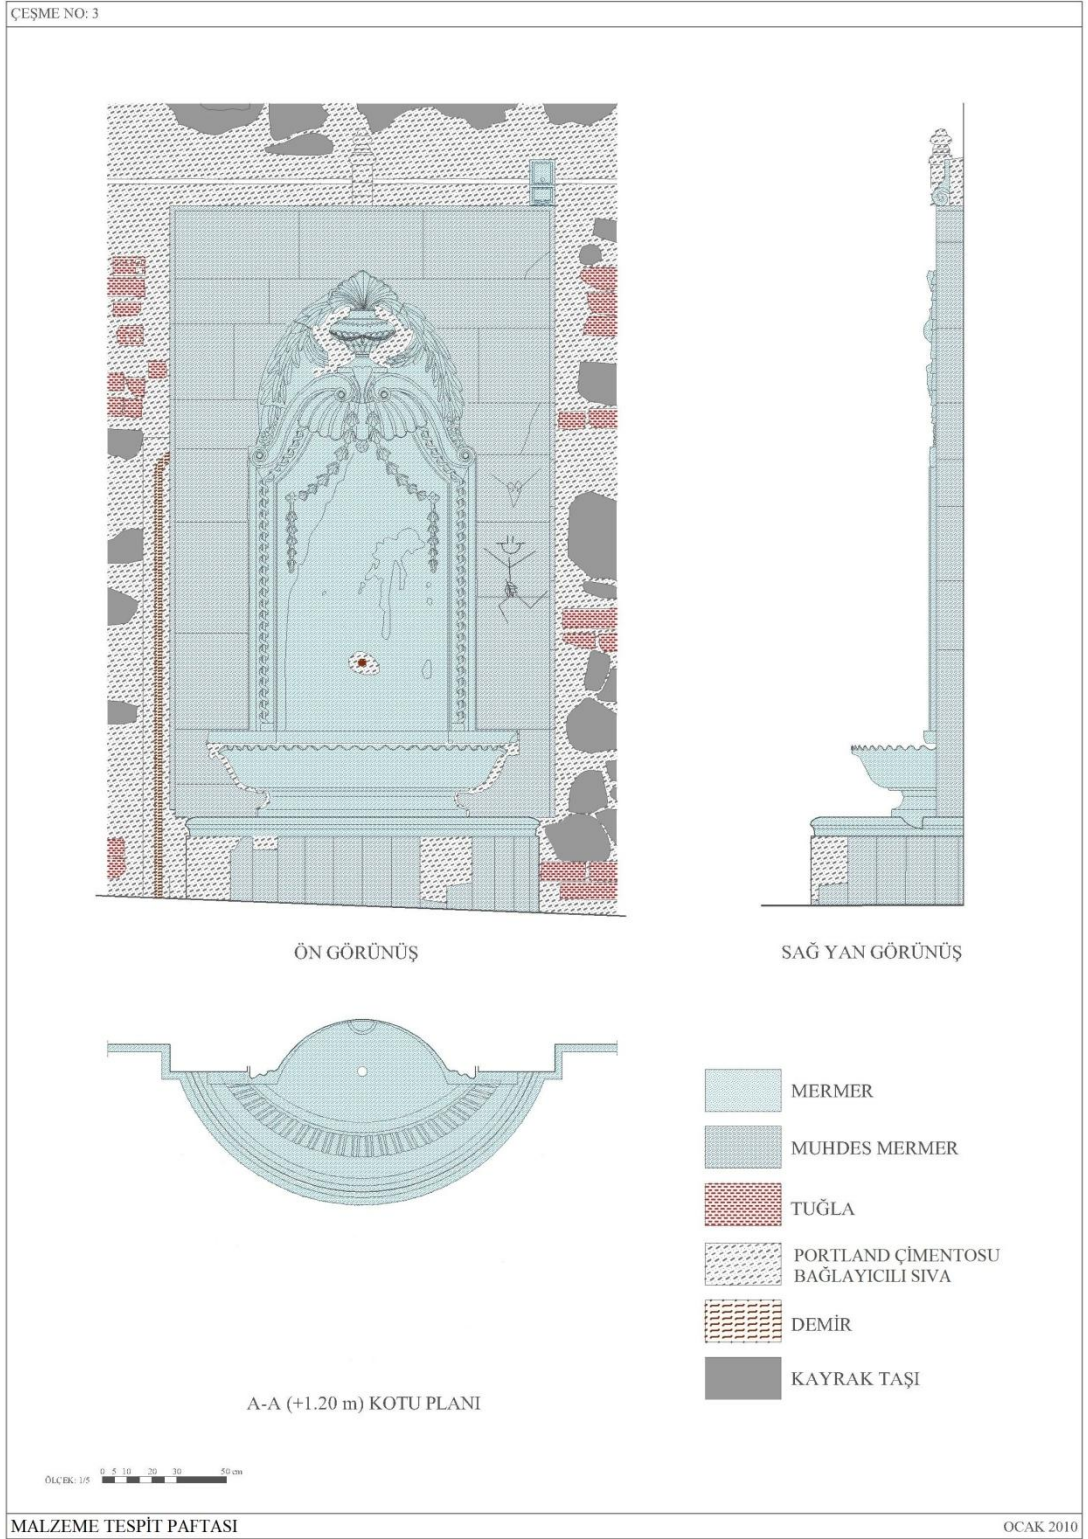 ÇEŞME NO: 3
ÖN GÖRÜNÜŞ
SAĞ YAN GÖRÜNÜŞ
MERMER
MUHDES MERMER
TUĞLA
PORTLAND ÇİMENTOSU
BAĞLAYICILI SIVA
DEMİR
KAYRAK TAŞI
A-A (+1.20 m) KOTU PLANI
ÖLÇEK: 1/5 0 5 10 20 30 50 cm
MALZEME TESPİT PAFTASI
OCAK 2010